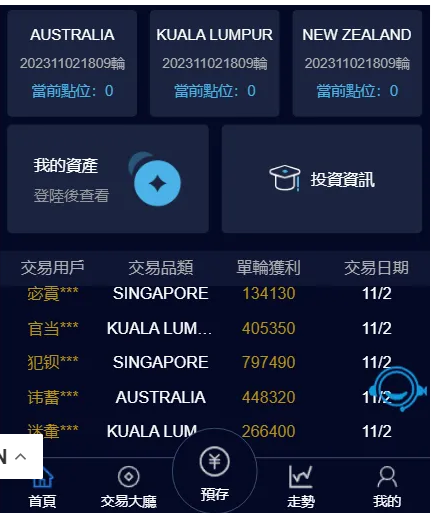 AUSTRALIA
KUALA LUMPUR
NEW ZEALAND
202311021809輪
202311021809輪
202311021809輪
當前點位：0
當前點位：0
當前點位：0
我的資產
登陸後查看
投資資訊
交易用戶 交易品類 單輪獲利 交易日期
宓賈*** SINGAPORE 134130 11/2
官当*** KUALA LUM... 405350 11/2
犯钡*** SINGAPORE 797490 11/2
讳蓄*** AUSTRALIA 448320 11/2
KUALA LUM... 266400 11/2
N
首頁
交易大廳
預存
走勢
我的